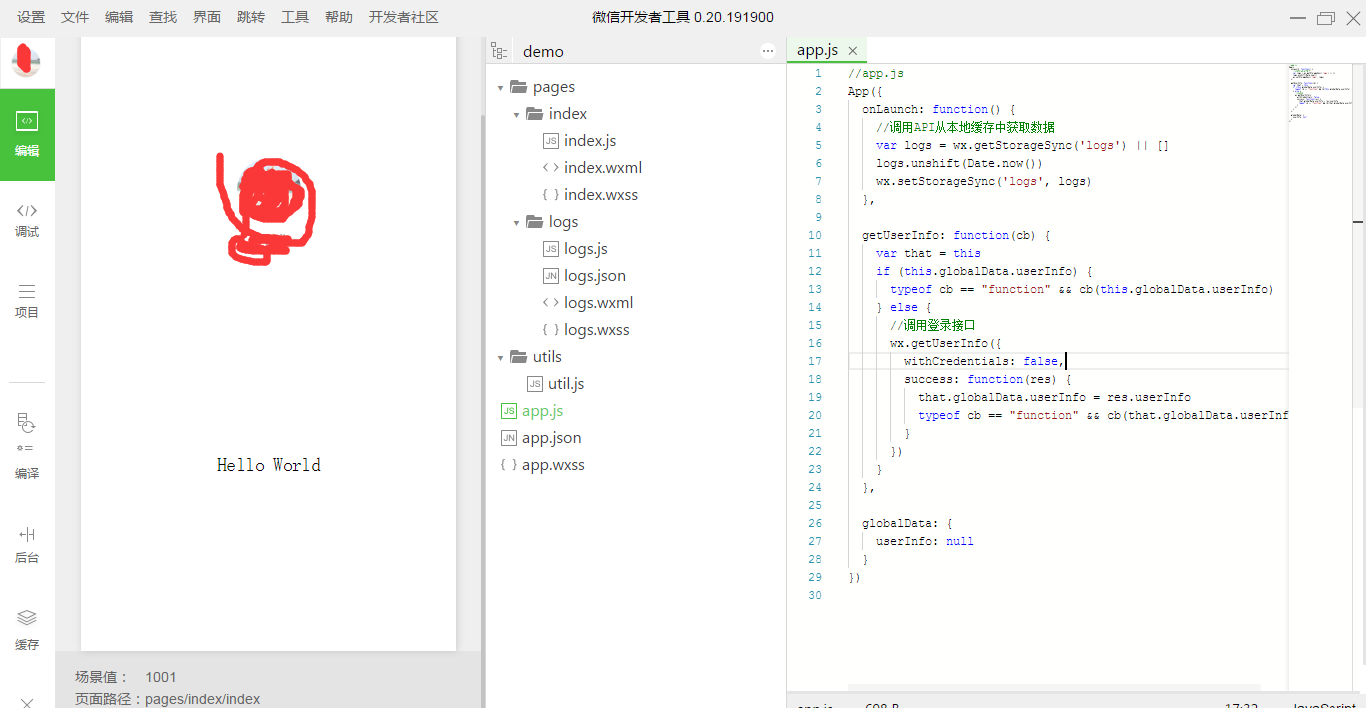 设置 文件 编辑 查找 界面 跳转 工具 帮助 开发者社区 微信开发者工具 0.20.191900
编辑
调试
项目
编译
后台
缓存
Hello World
场景值： 1001
页面路径：pages/index/index
demo
pages
index
index.js
index.wxml
index.wxss
logs
logs.js
logs.json
logs.wxml
logs.wxss
utils
util.js
app.js
app.json
app.wxss
app.js
1 //app.js
2 App({
3 onLaunch: function() {
4 //调用API从本地缓存中获取数据
5 var logs = wx.getStorageSync('logs') || []
6 logs.unshift(Date.now())
7 wx.setStorageSync('logs', logs)
8 },
9
10 getUserInfo: function(cb) {
11 var that = this
12 if (this.globalData.userInfo) {
13 typeof cb == "function" && cb(this.globalData.userInfo)
14 } else {
15 //调用登录接口
16 wx.getUserInfo({
17 withCredentials: false,
18 success: function(res) {
19 that.globalData.userInfo = res.userInfo
20 typeof cb == "function" && cb(that.globalData.userInf
21 }
22 })
23 }
24 },
25
26 globalData: {
27 userInfo: null
28 }
29 })
30